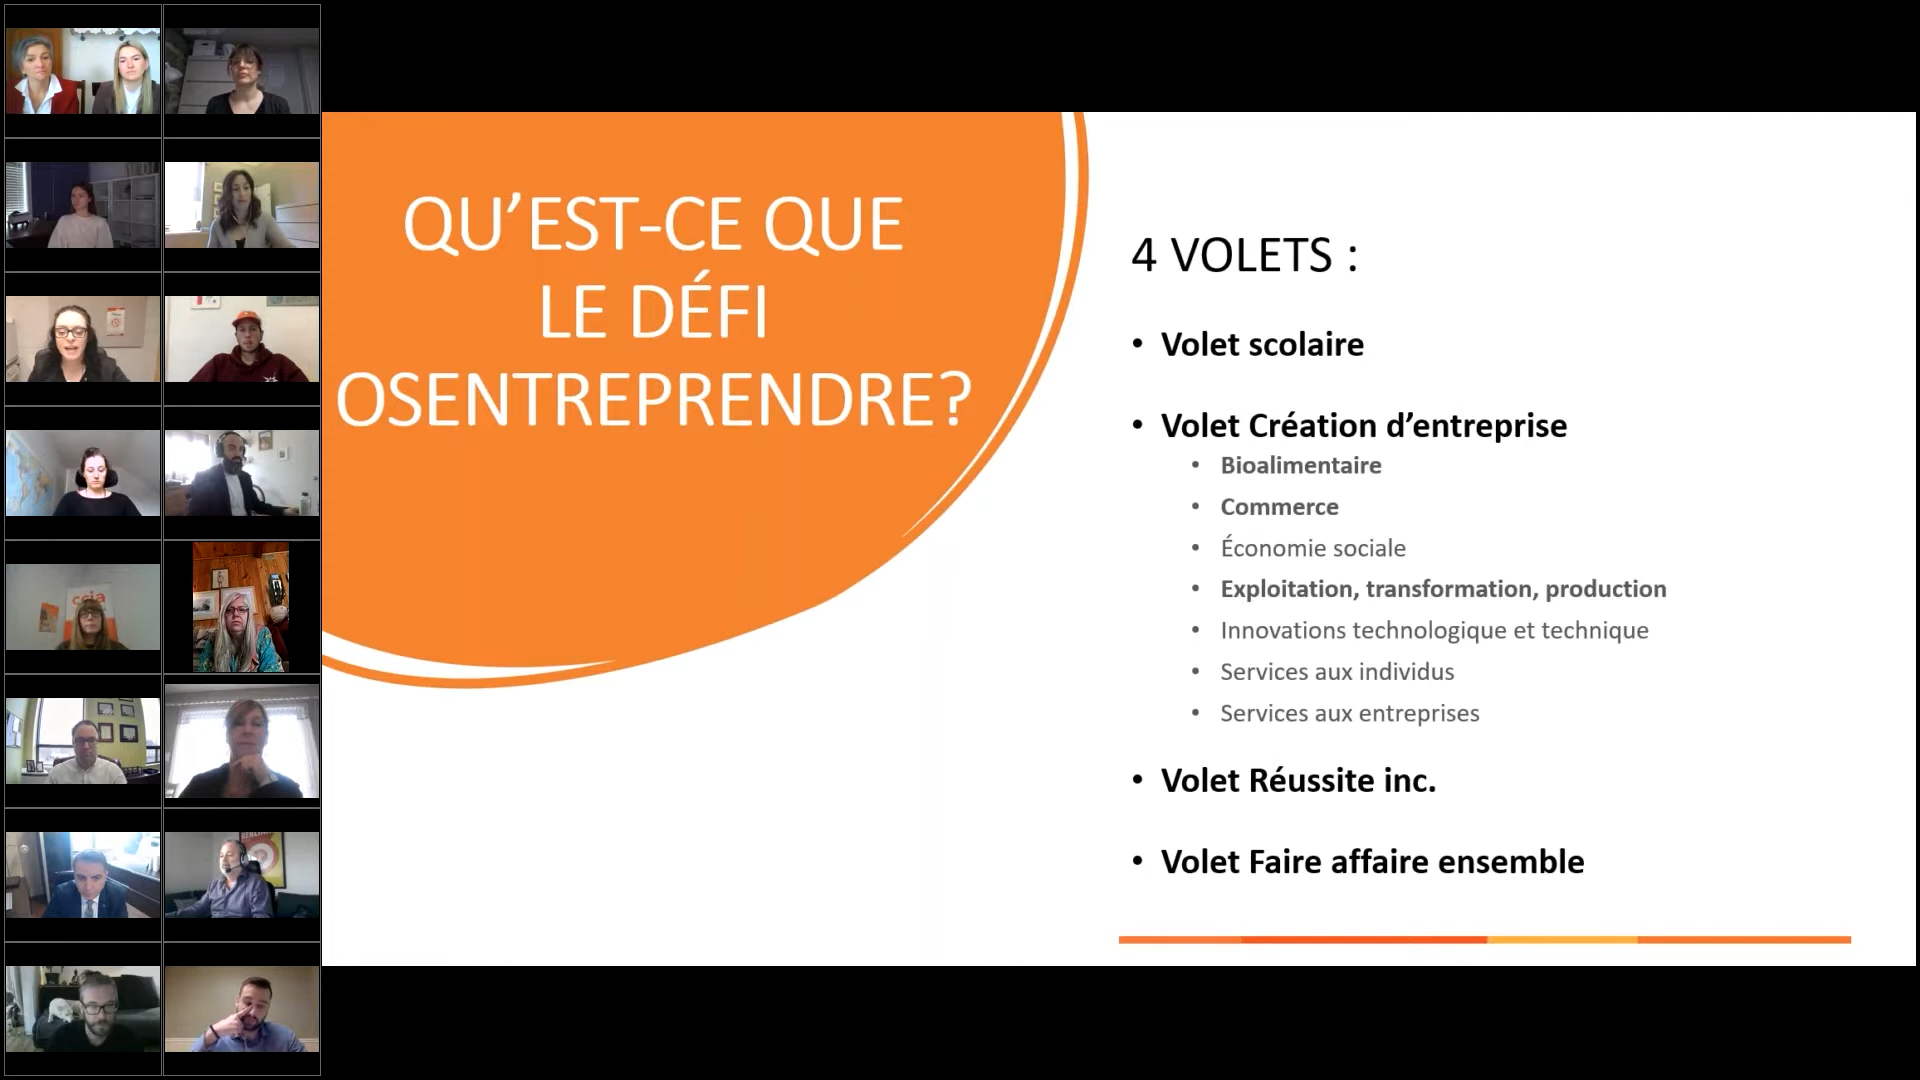 QU’EST-CE QUE
LE DÉFI
OSENTREPRENDRE?
4 VOLETS :
• Volet scolaire
• Volet Création d’entreprise
• Bioalimentaire
• Commerce
• Économie sociale
• Exploitation, transformation, production
• Innovations technologique et technique
• Services aux individus
• Services aux entreprises
• Volet Réussite inc.
• Volet Faire affaire ensemble